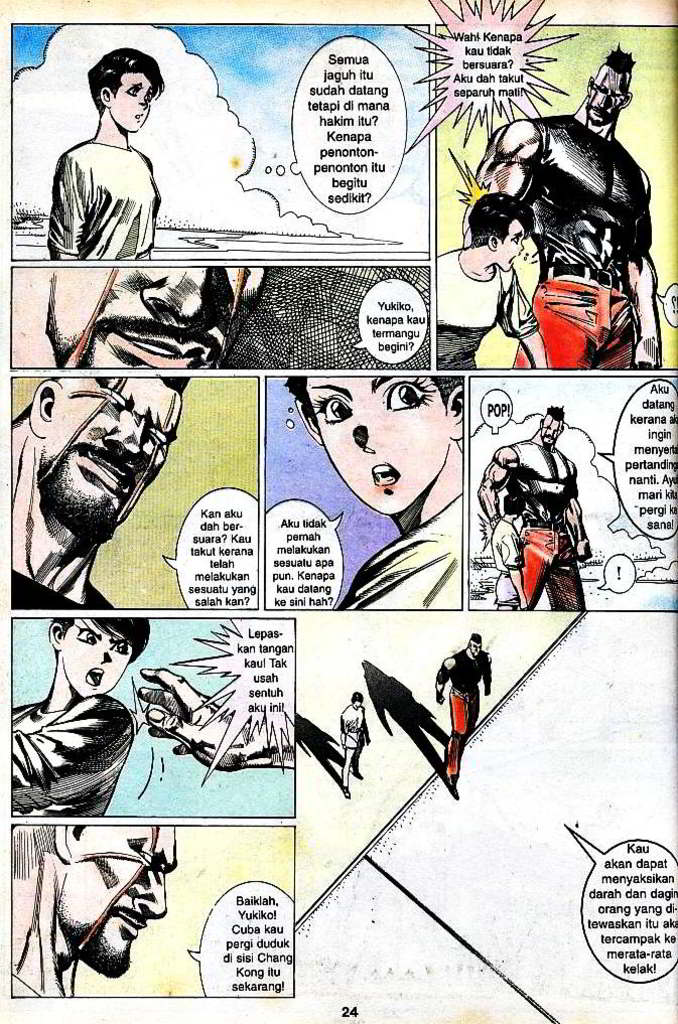 Semua
jaguh itu
sudah datang
tetapi di mana
hakim itu?
Kenapa
penonton-
penonton itu
begitu
sedikit?
Wah! Kenapa
kau tidak
bersuara?
Aku dah takut
separuh mati!
Yukiko,
kenapa kau
termangu
begini?
Kan aku
dah ber-
suara? Kau
takut kerana
telah
melakukan
sesuatu yang
salah kan?
Aku tidak
pernah
melakukan
sesuatu apa
pun. Kenapa
kau datang
ke sini hah?
POP!
Aku
datang
kerana
ingin
nanti.
mari
pergi ke
sana!
!
Lepas-
kan tangan
kau! Tak
usah
sentuh
aku ini!
Baiklah,
Yukiko!
Cuba kau
pergi duduk
di sisi Chang
Kong itu
sekarang!
Kau
akan dapat
menyaksikan
darah dan
orang yang di-
tewaskan itu
tercampak ke
merata-rata
kelak!
24